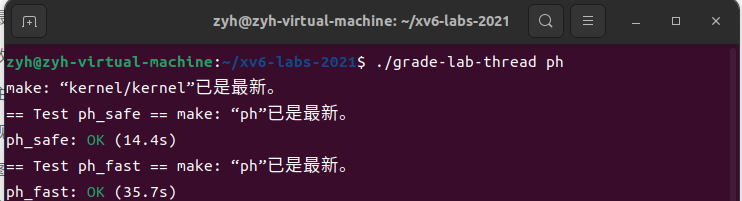 zyh@zyh-virtual-machine: ~/xv6-labs-2021
zyh@zyh-virtual-machine:~/xv6-labs-2021$ ./grade-lab-thread ph
make: “kernel/kernel”已是最新。
== Test ph_safe == make: “ph”已是最新。
ph_safe: OK (14.4s)
== Test ph_fast == make: “ph”已是最新。
ph_fast: OK (35.7s)